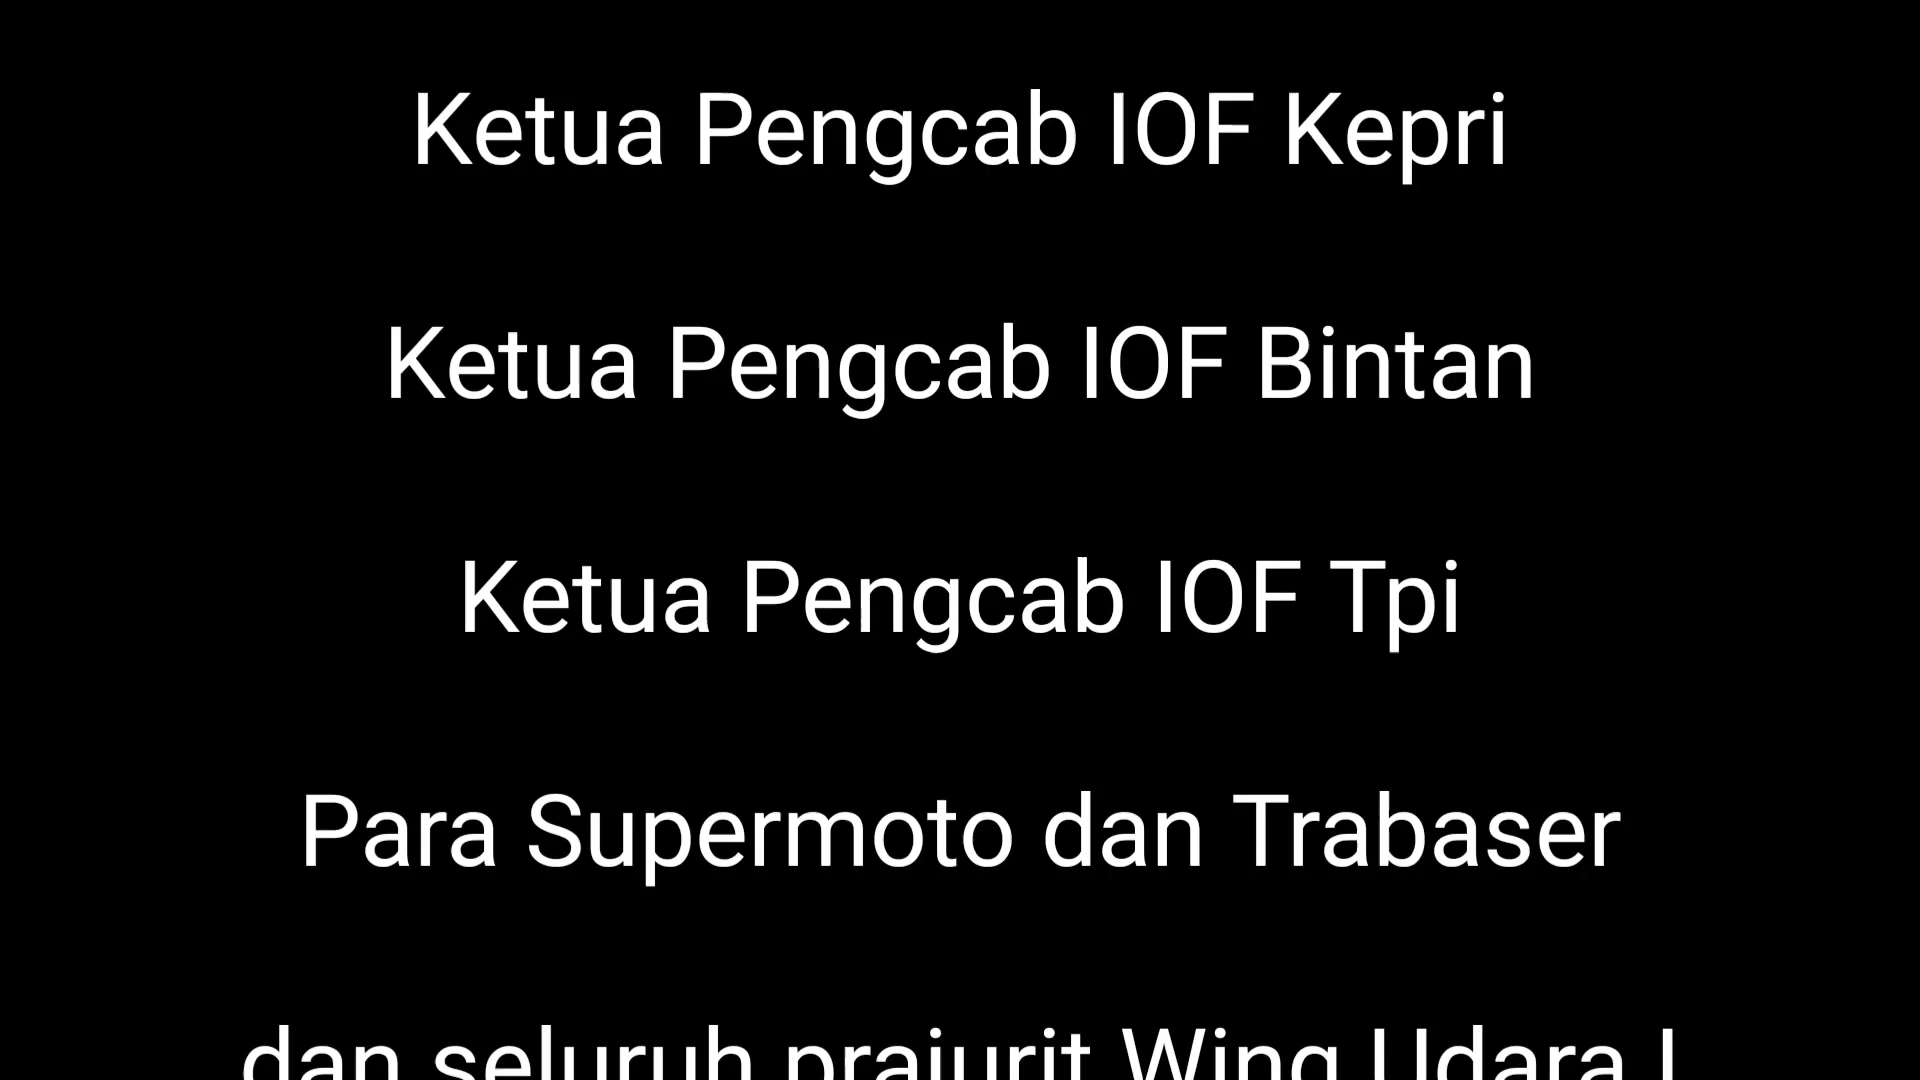 Ketua Pengcab IOF Kepri
Ketua Pengcab IOF Bintan
Ketua Pengcab IOF Tpi
Para Supermoto dan Trabaser
dan seluruh prajurit Wing Udara I